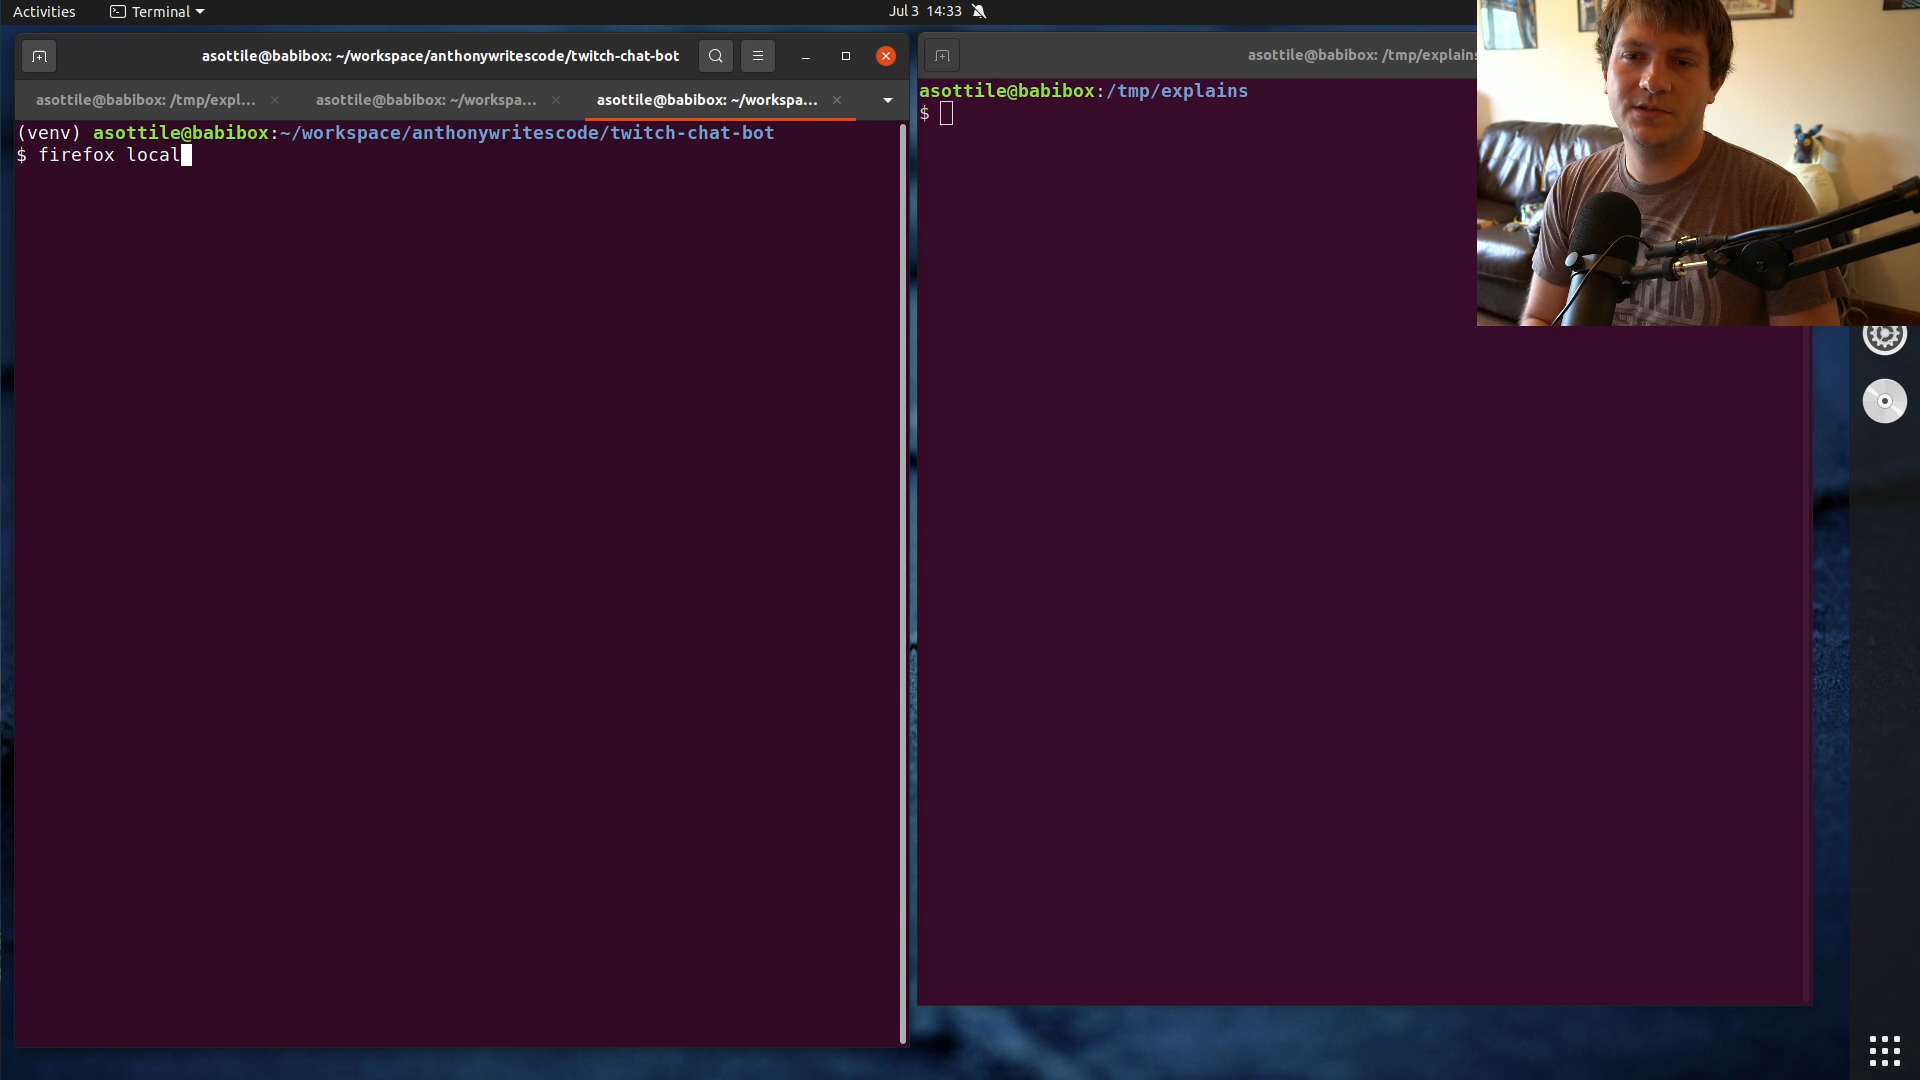 Activities Terminal Jul 3 14:33
asottile@babibox: ~/workspace/anthonywritescode/twitch-chat-bot
asottile@babibox: /tmp/expl... asottile@babibox: ~/workspa... asottile@babibox: ~/workspa...
(venv) asottile@babibox:~/workspace/anthonywritescode/twitch-chat-bot
$ firefox local
asottile@babibox: /tmp/explains
asottile@babibox:/tmp/explains
$